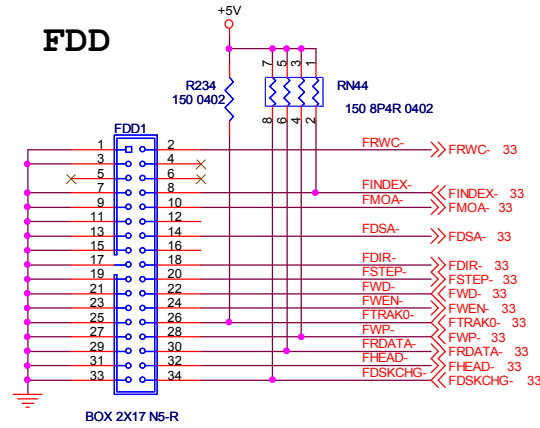 +5V
FDD
7 5 3 1
R234
150 0402
RN44
150 8P4R 0402
8 6 4 2
FDD1
1 2 FRWC- FRWC- 33
3 4
5 6
7 8 FINDEX- FINDEX- 33
9 10 FMOA- FMOA- 33
11 12
13 14 FDSA- FDSA- 33
15 16
17 18 FDIR- FDIR- 33
19 20 FSTEP- FSTEP- 33
21 22 FWD- FWD- 33
23 24 FWEN- FWEN- 33
25 26 FTRAK0- FTRAK0- 33
27 28 FWP- FWP- 33
29 30 FRDATA- FRDATA- 33
31 32 FHEAD- FHEAD- 33
33 34 FDSKCHG- FDSKCHG- 33
BOX 2X17 N5-R